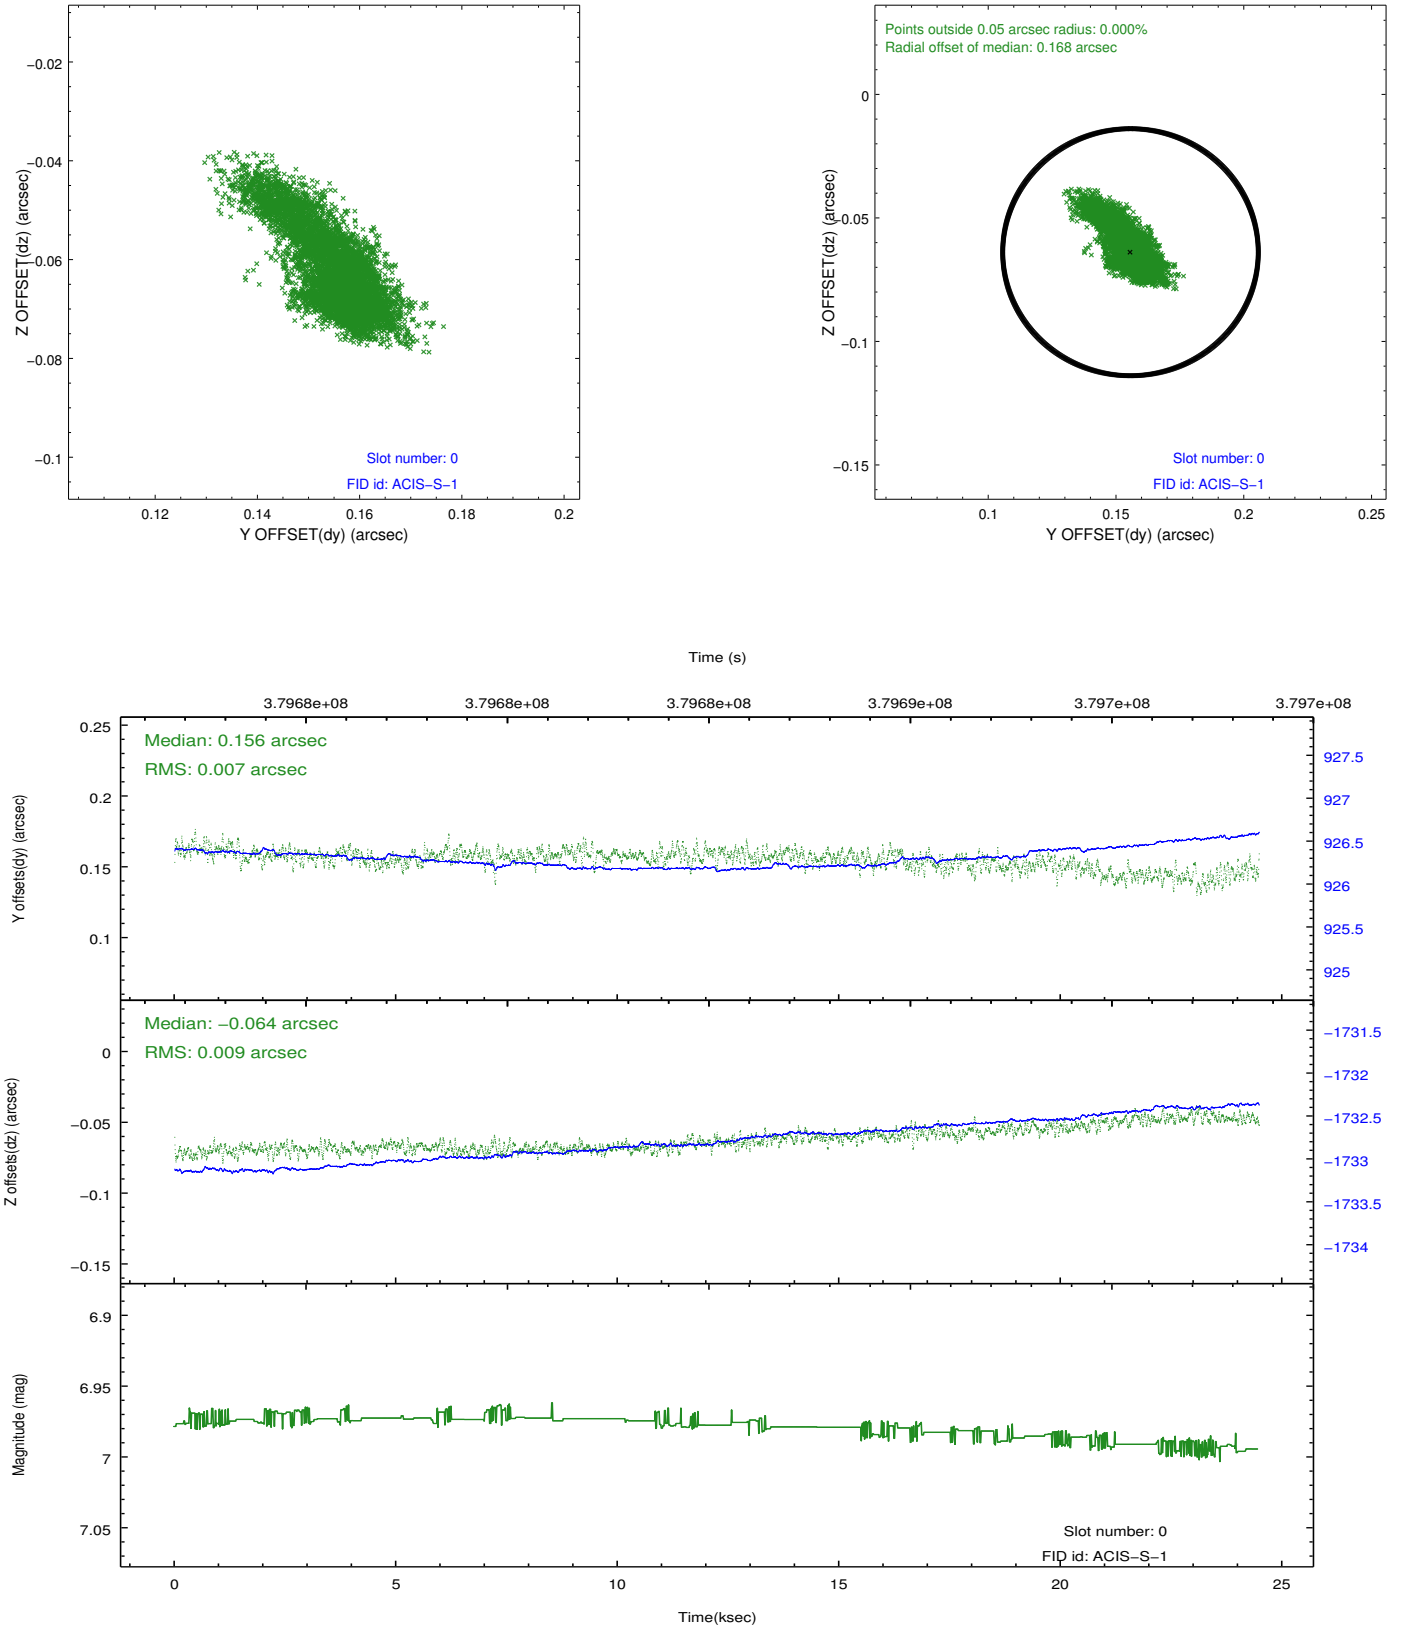 −0.02
−0.04
−0.06
−0.08
−0.1
Z OFFSET(dz) (arcsec)
Slot number: 0
FID id: ACIS−S−1
0.12
0.14
0.16
0.18
0.2
Y OFFSET(dy) (arcsec)
Points outside 0.05 arcsec radius: 0.000%
Radial offset of median: 0.168 arcsec
0
−0.05
−0.1
−0.15
Z OFFSET(dz) (arcsec)
Slot number: 0
FID id: ACIS−S−1
0.1
0.15
0.2
0.25
Y OFFSET(dy) (arcsec)
Time (s)
3.7968e+08
3.7968e+08
3.7968e+08
3.7969e+08
3.797e+08
3.797e+08
Median: 0.156 arcsec
RMS: 0.007 arcsec
0.25
0.2
0.15
0.1
Y offsets(dy) (arcsec)
927.5
927
926.5
926
925.5
925
Median: −0.064 arcsec
RMS: 0.009 arcsec
0
−0.05
−0.1
−0.15
Z offsets(dz) (arcsec)
−1731.5
−1732
−1732.5
−1733
−1733.5
−1734
6.9
6.95
7
7.05
Magnitude (mag)
Slot number: 0
FID id: ACIS−S−1
0
5
10
15
20
25
Time(ksec)